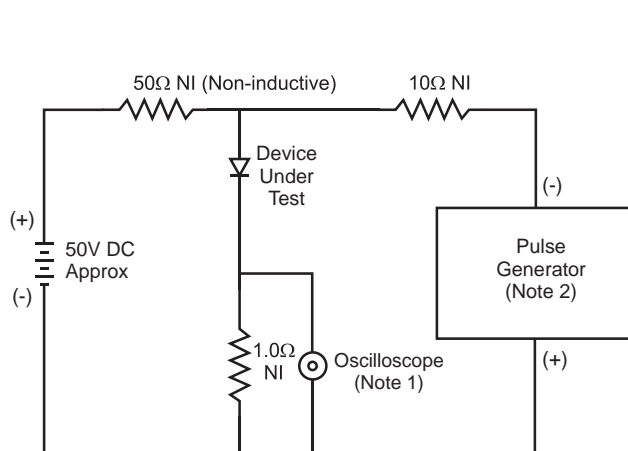 50Ω NI (Non-inductive)
10Ω NI
Device
Under
Test
(-)
(+)
50V DC
Approx
(-)
Pulse
Generator
(Note 2)
1.0Ω
NI
Oscilloscope
(Note 1)
(+)